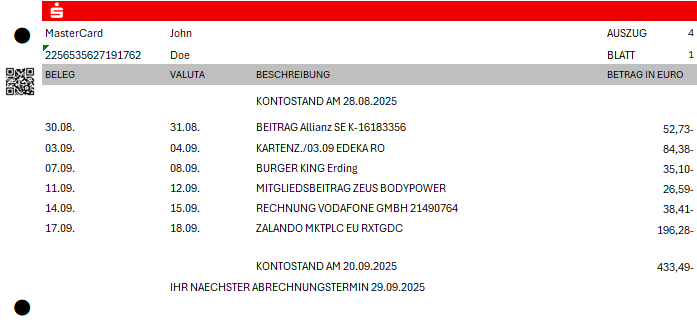 MasterCard John AUSZUG 4
2256535627191762 Doe BLATT 1
BELEG VALUTA BESCHREIBUNG BETRAG IN EURO
KONTOSTAND AM 28.08.2025
30.08. 31.08. BEITRAG Allianz SE K-16183356 52,73-
03.09. 04.09. KARTENZ./03.09 EDEKA RO 84,38-
07.09. 08.09. BURGER KING Erding 35,10-
11.09. 12.09. MITGLIEDSBEITRAG ZEUS BODYPOWER 26,59-
14.09. 15.09. RECHNUNG VODAFONE GMBH 21490764 38,41-
17.09. 18.09. ZALANDO MKTPLC EU RXTGDC 196,28-
KONTOSTAND AM 20.09.2025 433,49-
IHR NAECHSTER ABRECHNUNGSTERMIN 29.09.2025